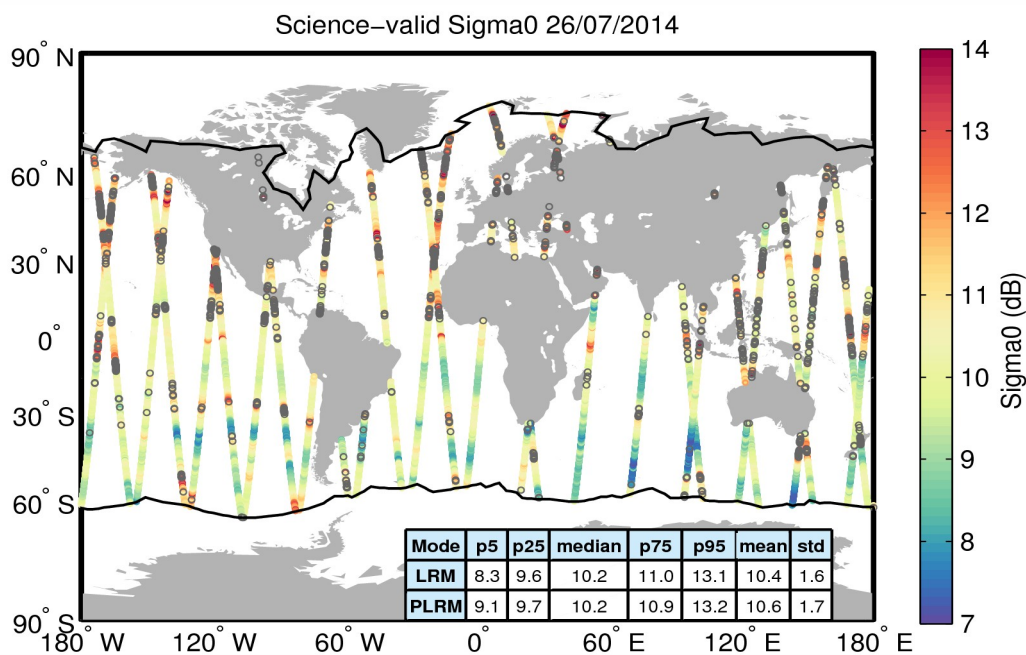 Science−valid Sigma0 26/07/2014
90° N
60° N
30° N
0°
30° S
60° S
90° S
180° W
120° W
60° W
0°
60° E
120° E
180° E
14
13
12
11
10
9
8
7
Sigma0 (dB)
Mode p5 p25 median p75 p95 mean std
LRM 8.3 9.6 10.2 11.0 13.1 10.4 1.6
PLRM 9.1 9.7 10.2 10.9 13.2 10.6 1.7